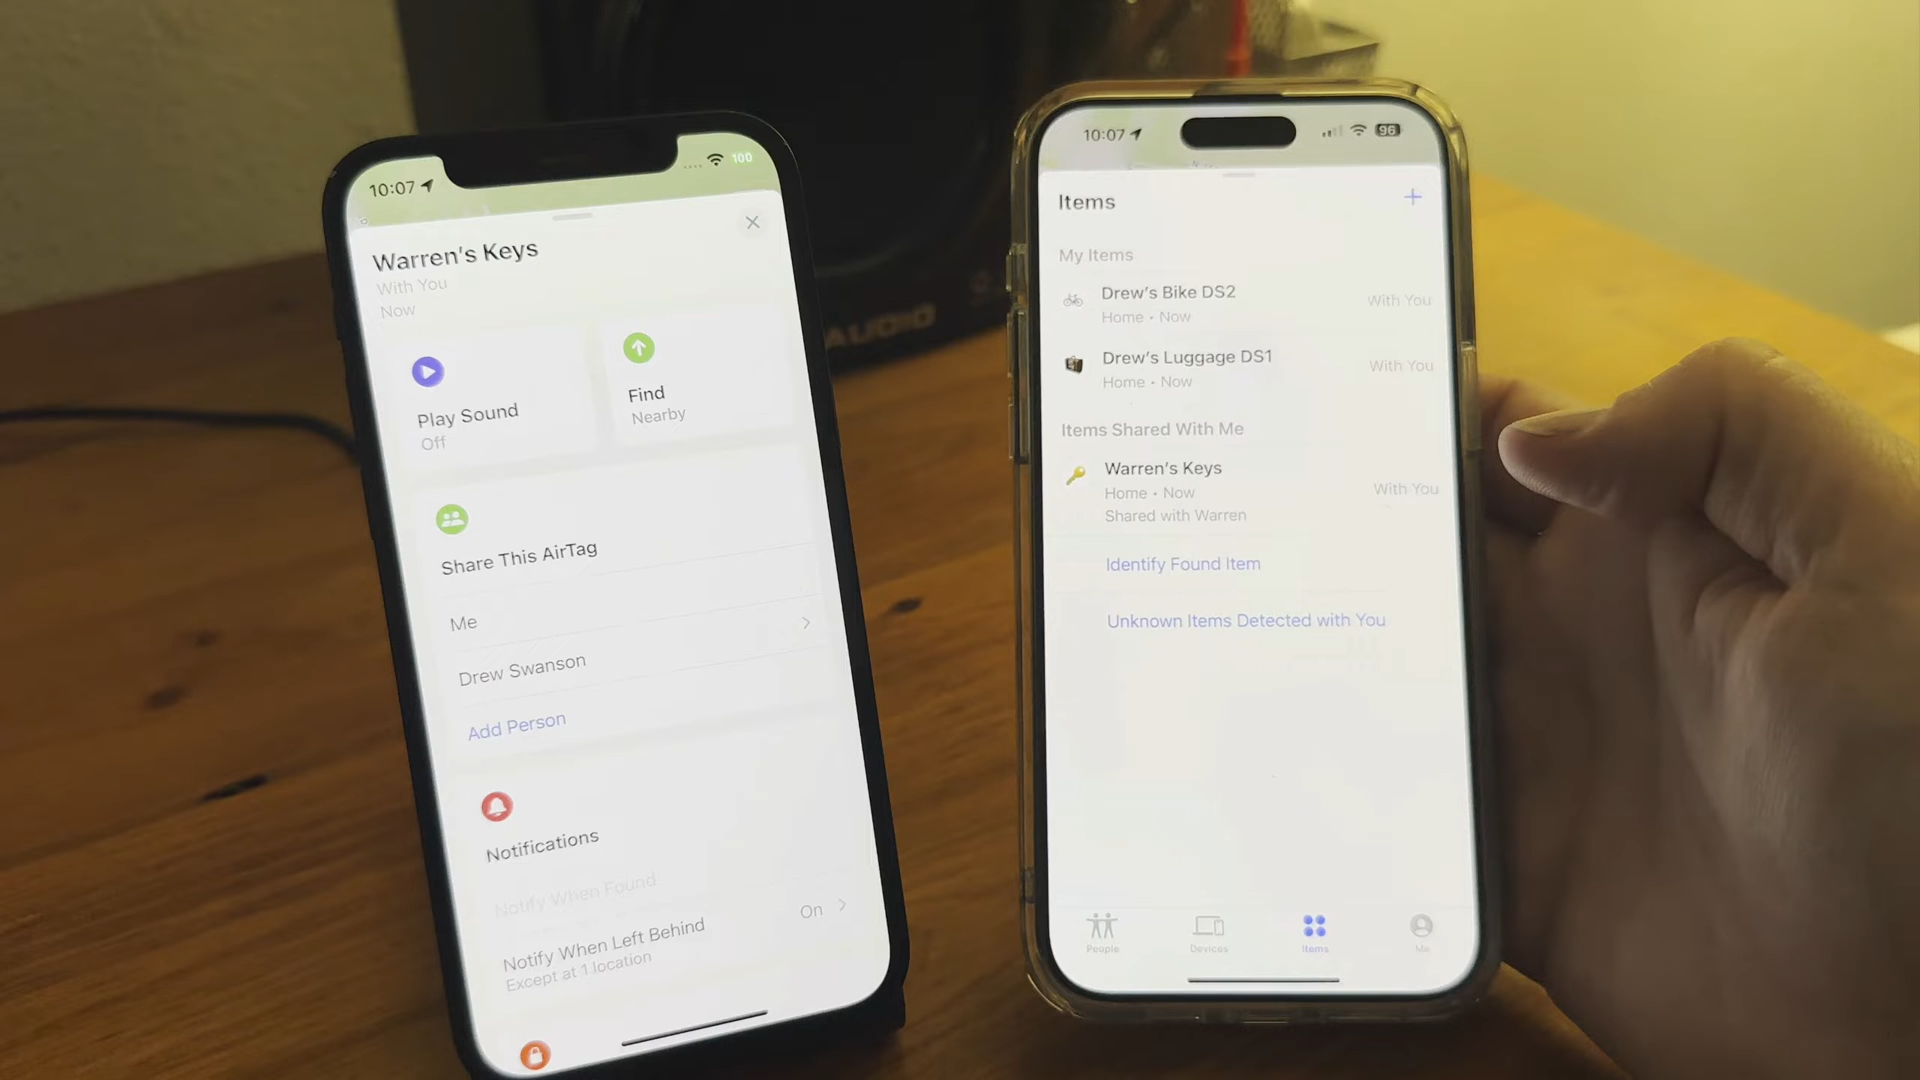 10:07
100
Warren's Keys
With You
Now
Play Sound
Off
Find
Nearby
Share This AirTag
Me
Drew Swanson
Add Person
Notifications
Notify When Found
Notify When Left Behind
On
Except at 1 location
AUDIO
10:07
96
Items
My Items
Drew's Bike DS2
Home • Now
With You
Drew's Luggage DS1
Home • Now
With You
Items Shared With Me
Warren's Keys
Home • Now
With You
Shared with Warren
Identify Found Item
Unknown Items Detected with You
People
Devices
Items
Me